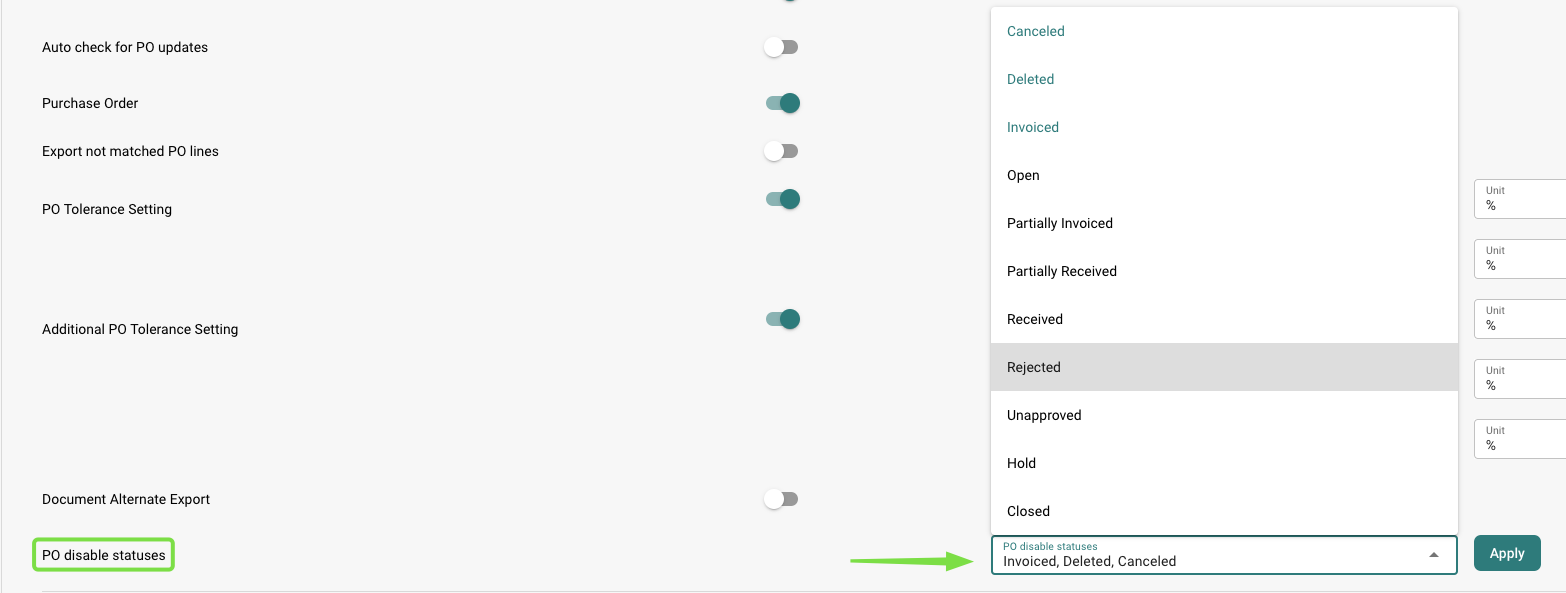 Auto check for PO updates
Purchase Order
Export not matched PO lines
PO Tolerance Setting
Additional PO Tolerance Setting
Document Alternate Export
PO disable statuses
Canceled
Deleted
Invoiced
Open
Partially Invoiced
Partially Received
Received
Rejected
Unapproved
Hold
Closed
PO disable statuses
Invoiced, Deleted, Canceled
Unit
%
Unit
%
Unit
%
Unit
%
Unit
%
Apply